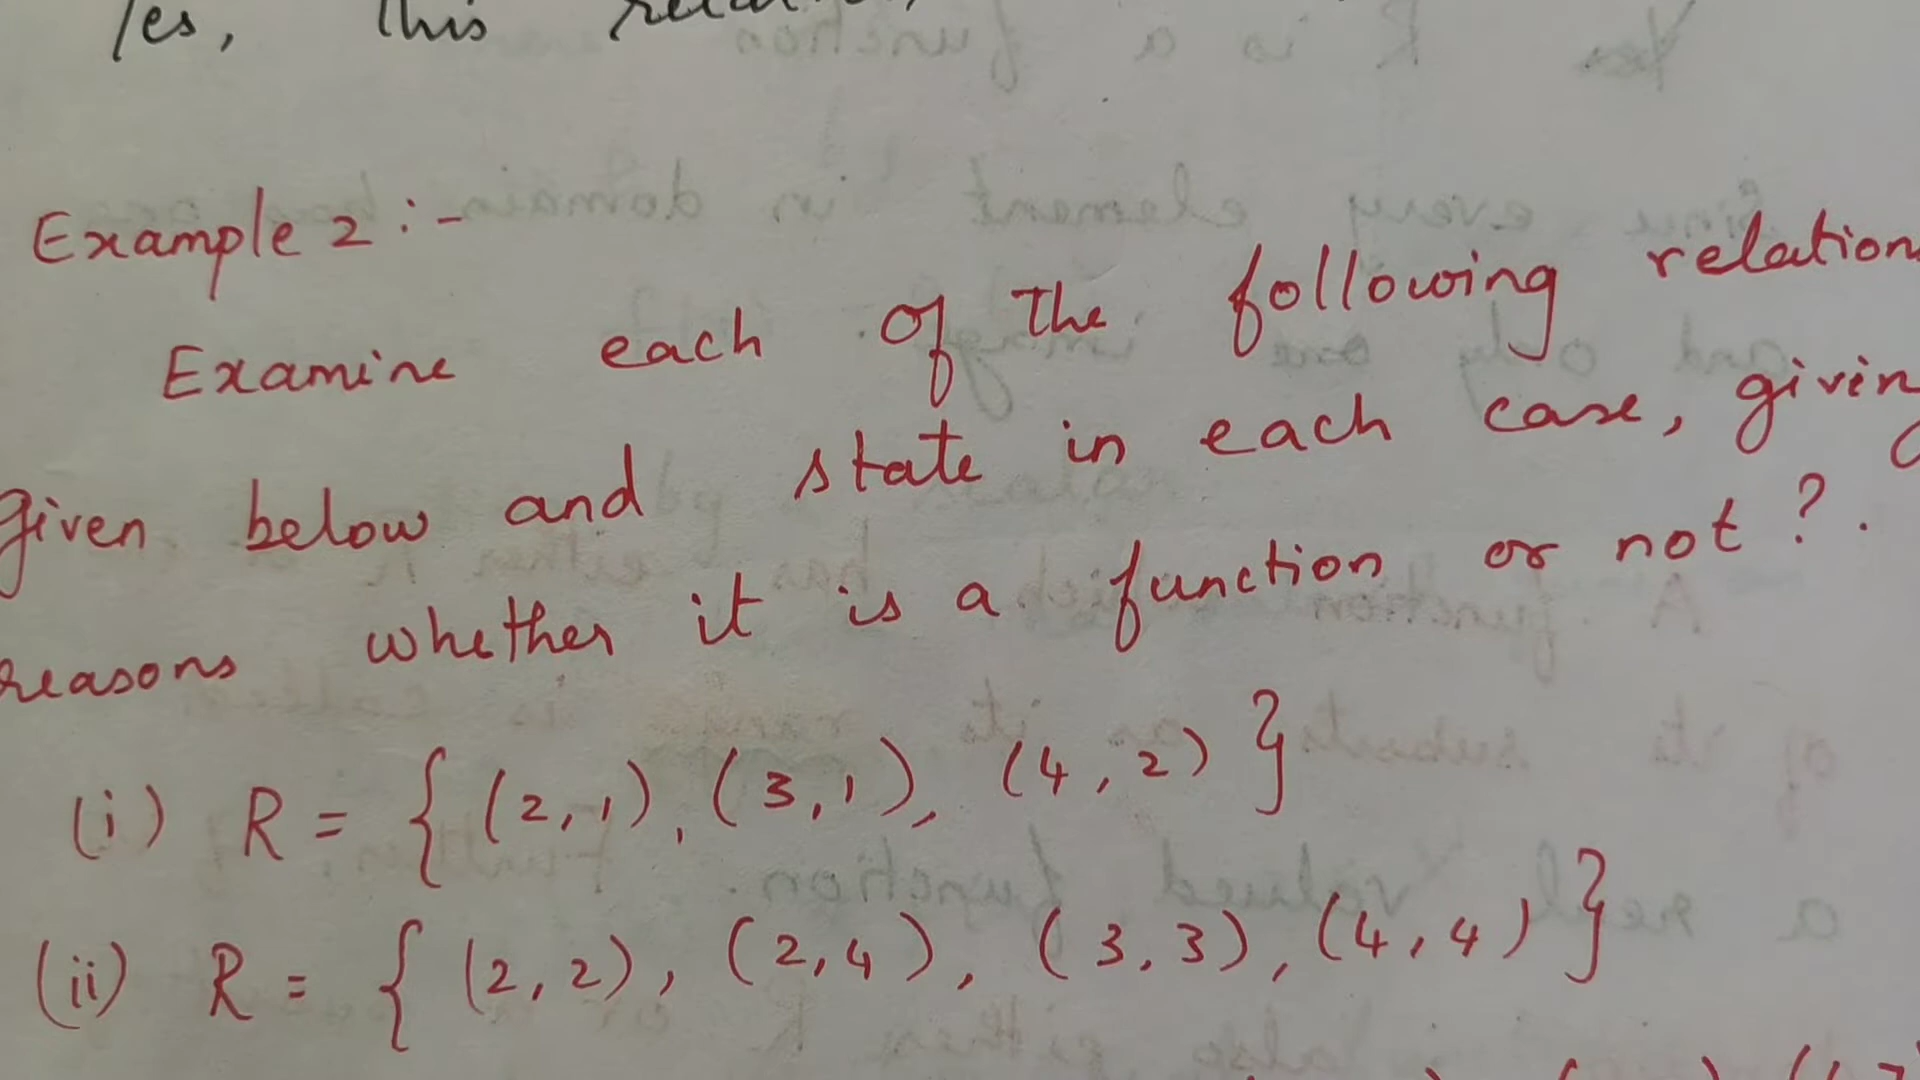 Yes, this
Example 2 :-
Examine each of the following relation
given below and state in each case, giving
reasons whether it is a function or not ?.
(i) R = { (2,1), (3,1), (4,2) }
(ii) R = { (2,2), (2,4), (3,3), (4,4) }